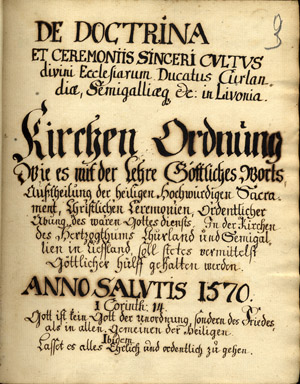 3
DE DOCTRINA
ET CEREMONIIS SINCERI CVLTVS
divini Ecclesiarum Ducatus Curlan-
diæ, Semigalliæq; &c: in Livonia.
Kirchen Ordnung
Wie es mit der Lehre Göttliches Worts,
Außtheilung der heiligen, Hochwürdigen Sacra-
ment, Christlichen Ceremonien, Ordentlicher
Übung des waren Gottes diensts, In der Kirchen
des Hertzogthums Churland und Semigal-
lien in Liefland, soll stetes vermittelst
Göttlicher hülff gehalten werden.
ANNO SALVTIS 1570.
1 Corinth: 14.
Gott ist kein Gott der Unordnung, sondern des Friedes,
als in allen Gemeinen der Heiligen.
Ibidem
Lasset es alles Ehrlich und ordentlich zu gehen.